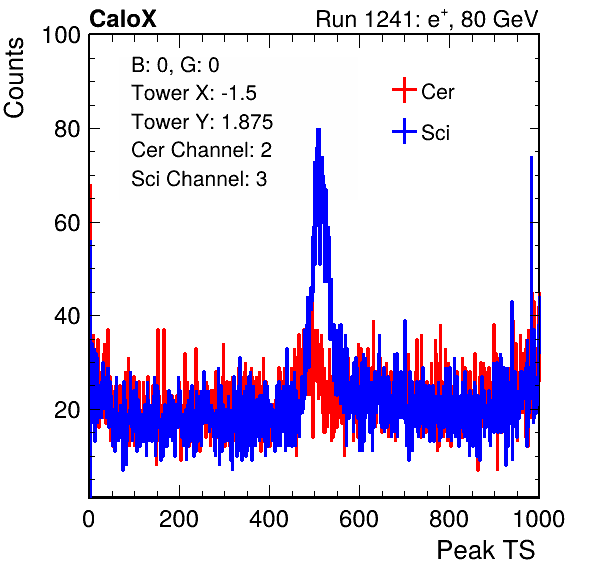 CaloX Run 1241: e+, 80 GeV
Counts
100
80
60
40
20
B: 0, G: 0
Tower X: -1.5
Tower Y: 1.875
Cer Channel: 2
Sci Channel: 3
Cer
Sci
0 200 400 600 800 1000
Peak TS